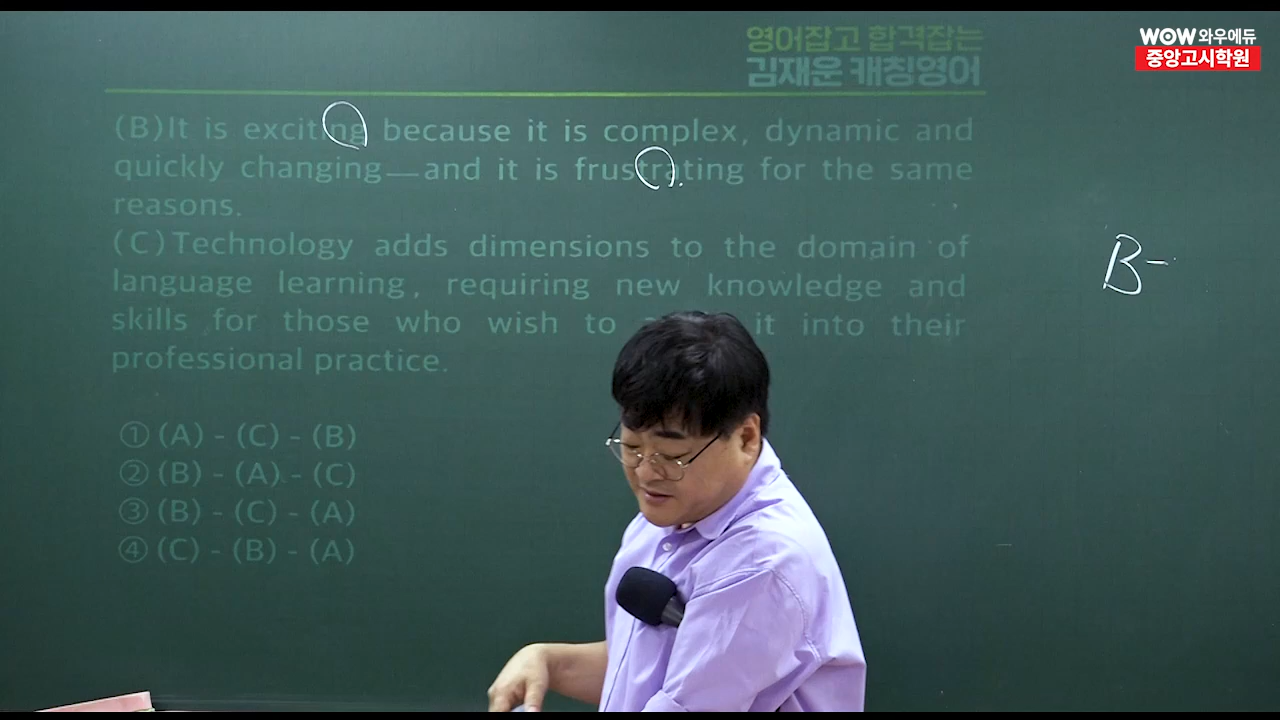 영어잡고 합격잡는
김재운 캐칭영어
WOW 와우에듀
중앙고시학원
(B)It is exciting because it is complex, dynamic and
quickly changing—and it is frustrating for the same
reasons.
(C)Technology adds dimensions to the domain of
language learning, requiring new knowledge and
skills for those who wish to it into their
professional practice.
B-
① (A) - (C) - (B)
② (B) - (A) - (C)
③ (B) - (C) - (A)
④ (C) - (B) - (A)